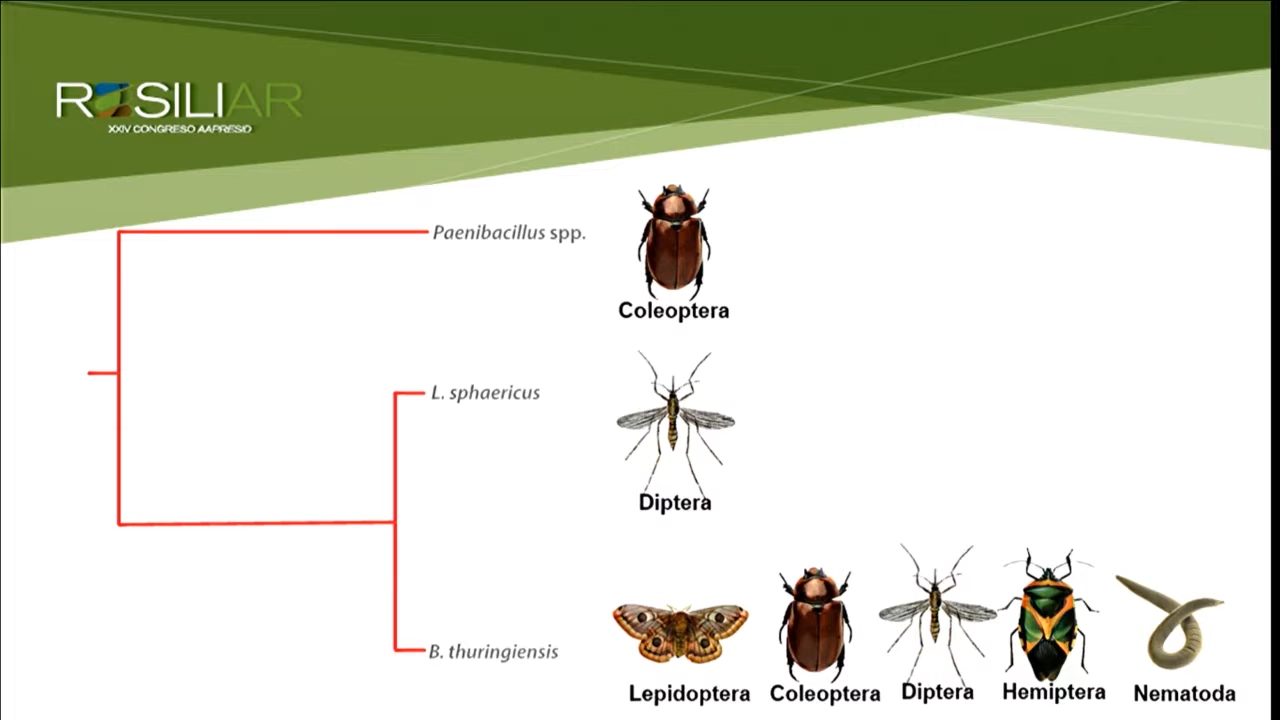 RESILIAR
XXIV CONGRESO AAPRESID
Paenibacillus spp.
Coleoptera
L. sphaericus
Diptera
B. thuringiensis
Lepidoptera Coleoptera Diptera Hemiptera Nematoda